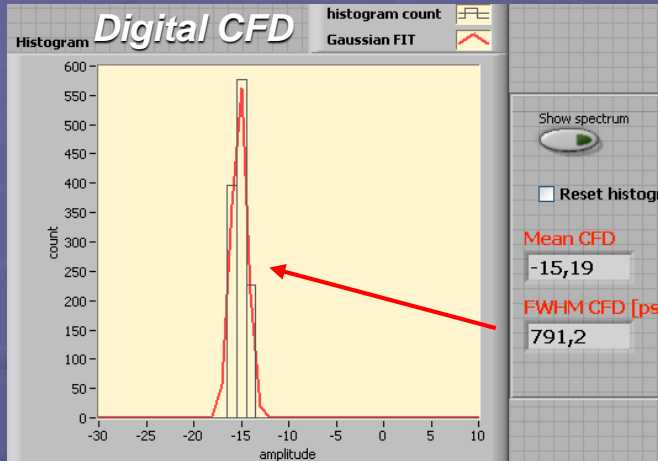 Histogram Digital CFD
histogram count
Gaussian FIT
600
550
500
450
400
350
300
250
200
150
100
50
0
count
-30 -25 -20 -15 -10 -5 0 5 10
amplitude
Show spectrum
Reset histogr
Mean CFD
-15,19
FWHM CFD [ps
791,2